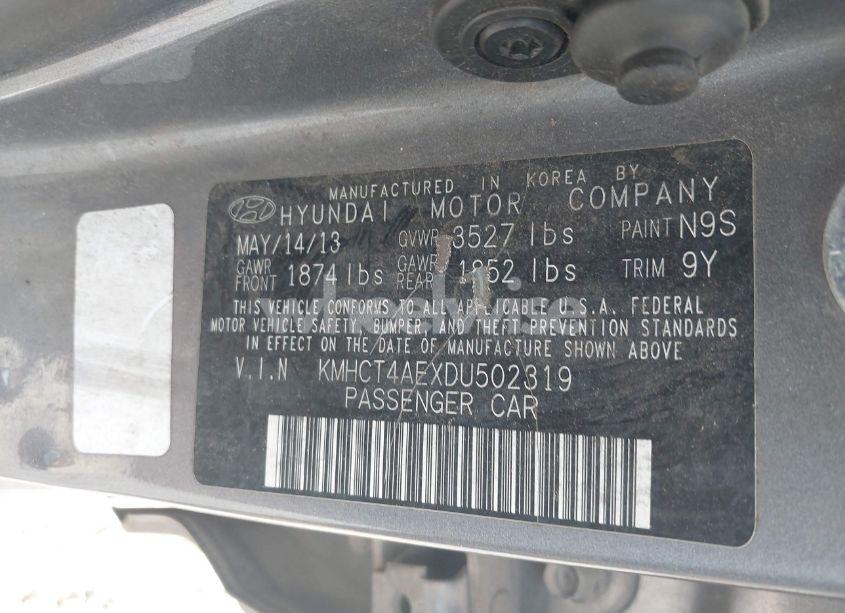 MANUFACTURED IN KOREA BY
HYUNDAI MOTOR COMPANY
MAY/14/13 GVWR 3527 lbs PAINT N9S
GAWR FRONT 1874 lbs GAWR REAR 1852 lbs TRIM 9Y
THIS VEHICLE CONFORMS TO ALL APPLICABLE U.S.A. FEDERAL
MOTOR VEHICLE SAFETY, BUMPER, AND THEFT PREVENTION STANDARDS
IN EFFECT ON THE DATE OF MANUFACTURE SHOWN ABOVE
V.I.N KMHCT4AEXDU502319
PASSENGER CAR